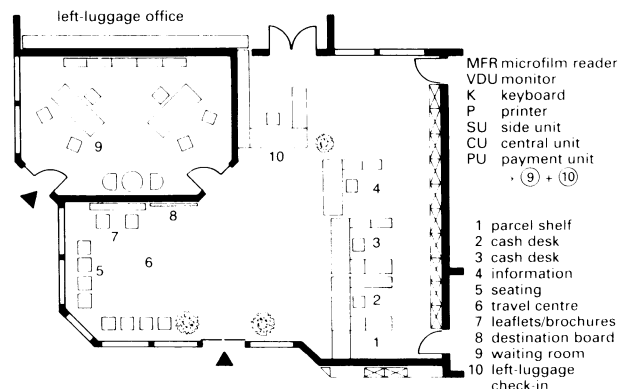 left-luggage office
MFR microfilm reader
VDU monitor
K keyboard
P printer
SU side unit
CU central unit
PU payment unit
› 9 + 10
9
10
4
8
7
3
5
6
2
1
1 parcel shelf
2 cash desk
3 cash desk
4 information
5 seating
6 travel centre
7 leaflets/brochures
8 destination board
9 waiting room
10 left-luggage
check-in